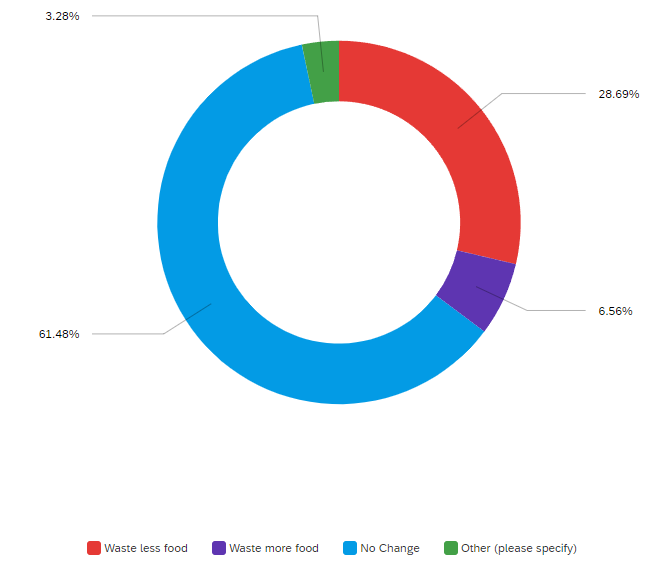 3.28%
28.69%
6.56%
61.48%
Waste less food Waste more food No Change Other (please specify)